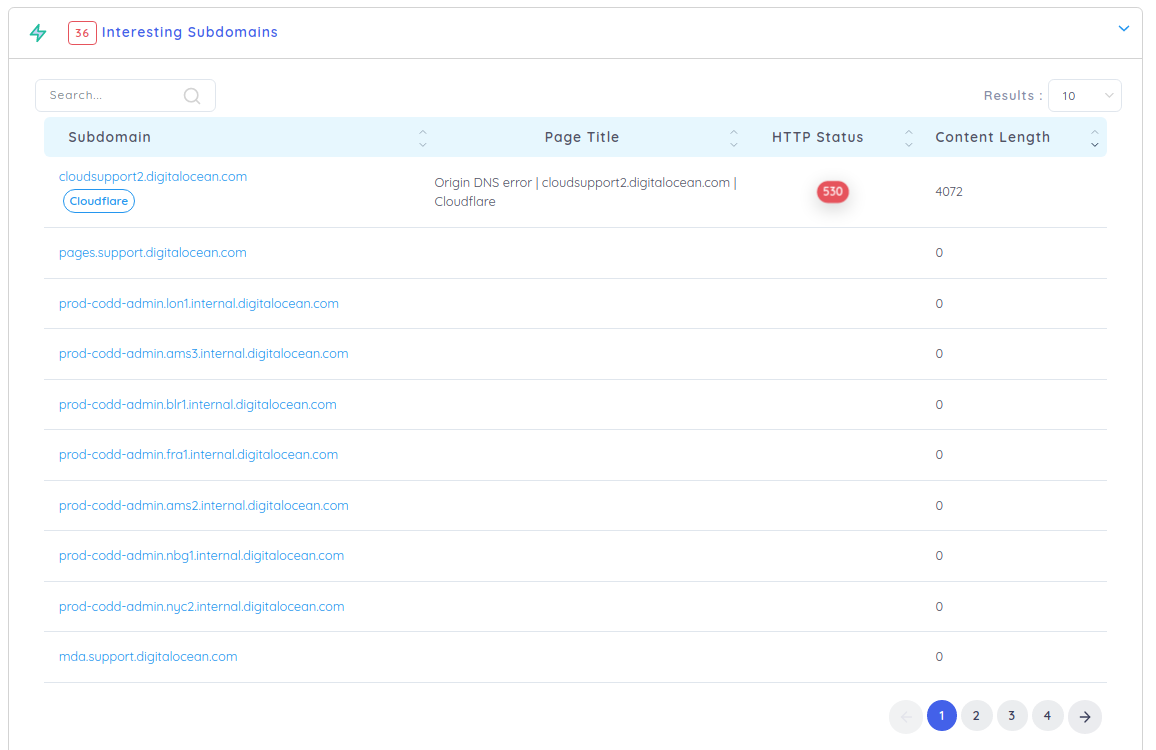 36 Interesting Subdomains
Search...
Results : 10
Subdomain Page Title HTTP Status Content Length
cloudsupport2.digitalocean.com
Cloudflare
Origin DNS error | cloudsupport2.digitalocean.com |
Cloudflare
530
4072
pages.support.digitalocean.com 0
prod-codd-admin.lon1.internal.digitalocean.com 0
prod-codd-admin.ams3.internal.digitalocean.com 0
prod-codd-admin.blr1.internal.digitalocean.com 0
prod-codd-admin.fra1.internal.digitalocean.com 0
prod-codd-admin.ams2.internal.digitalocean.com 0
prod-codd-admin.nbg1.internal.digitalocean.com 0
prod-codd-admin.nyc2.internal.digitalocean.com 0
mda.support.digitalocean.com 0
1 2 3 4